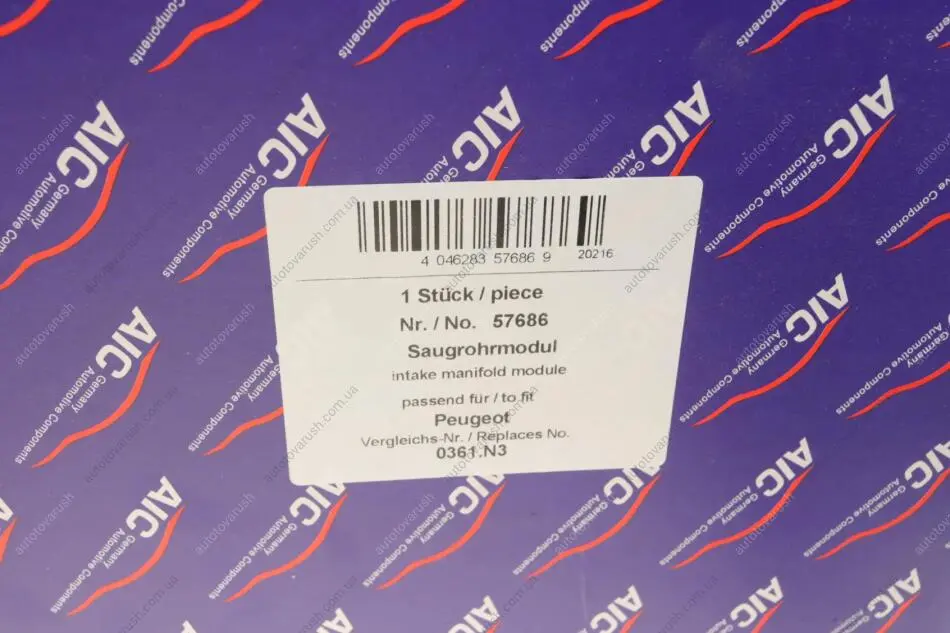 4 046283 57686 9 20216
1 Stück / piece
Nr. / No. 57686
Saugrohrmodul
intake manifold module
passend für / to fit
Peugeot
Vergleichs-Nr. / Replaces No.
0361.N3
AIC
Germany
Automotive Components
autotovarush.com.ua